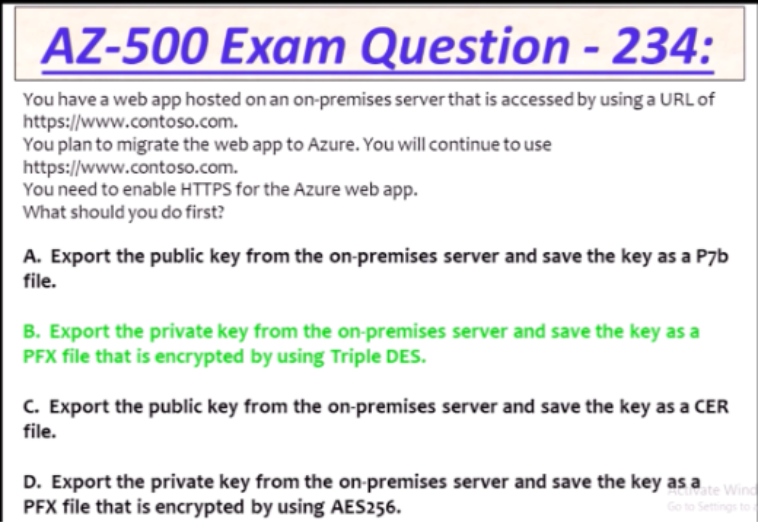 AZ-500 Exam Question - 234:
You have a web app hosted on an on-premises server that is accessed by using a URL of
https://www.contoso.com.
You plan to migrate the web app to Azure. You will continue to use
https://www.contoso.com.
You need to enable HTTPS for the Azure web app.
What should you do first?
A. Export the public key from the on-premises server and save the key as a P7b
file.
B. Export the private key from the on-premises server and save the key as a
PFX file that is encrypted by using Triple DES.
C. Export the public key from the on-premises server and save the key as a CER
file.
D. Export the private key from the on-premises server and save the key as a
PFX file that is encrypted by using AES256.
Activate Wind
Go to Settings to